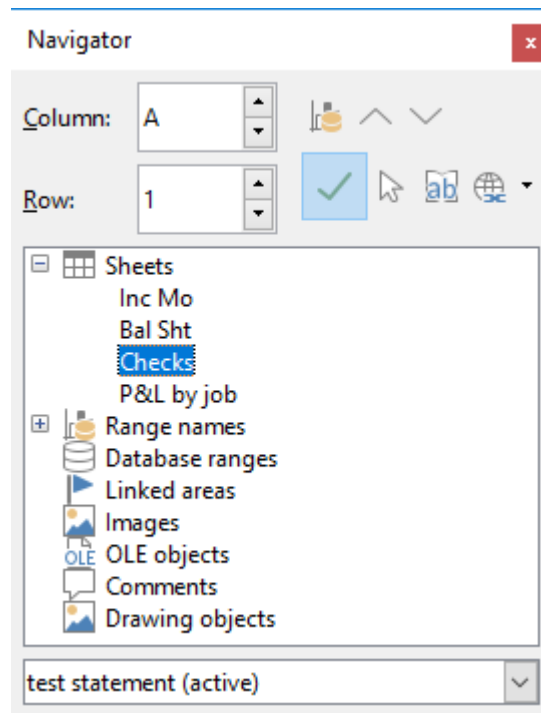 Navigator
x
Column: A
Row: 1
ab
Sheets
Inc Mo
Bal Sht
Checks
P&L by job
Range names
Database ranges
Linked areas
Images
OLE OLE objects
Comments
Drawing objects
test statement (active)